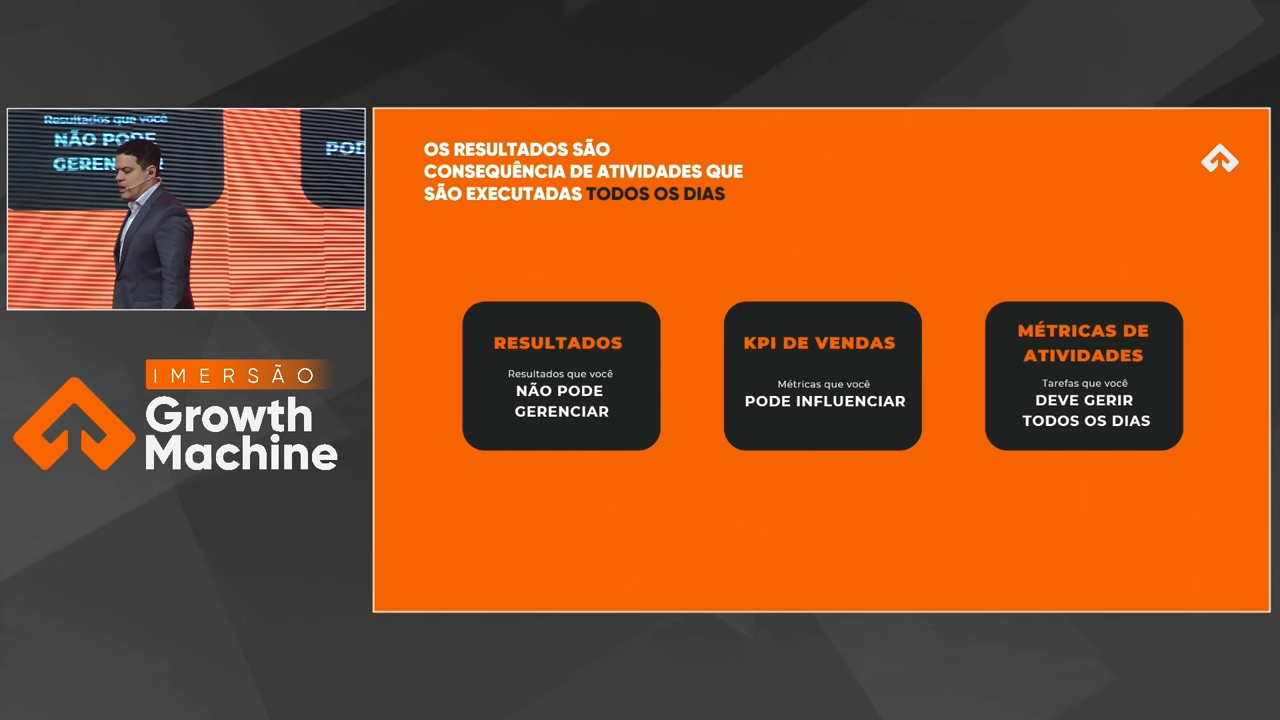 Resultados que você
NÃO PODE
IMERSÃO
Growth
Machine
OS RESULTADOS SÃO
CONSEQUÊNCIA DE ATIVIDADES QUE
SÃO EXECUTADAS TODOS OS DIAS
RESULTADOS
Resultados que você
NÃO PODE
GERENCIAR
KPI DE VENDAS
Métricas que você
PODE INFLUENCIAR
MÉTRICAS DE
ATIVIDADES
Tarefas que você
DEVE GERIR
TODOS OS DIAS